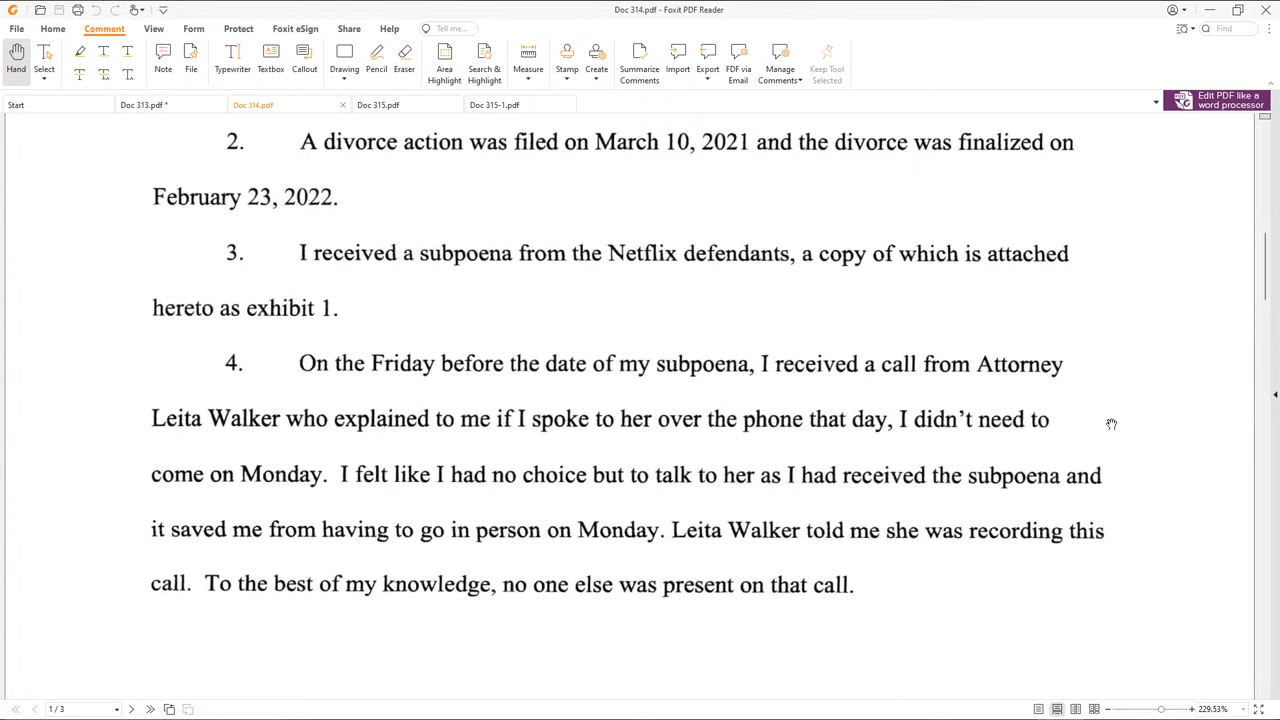 Doc 314.pdf - Foxit PDF Reader
File Home Comment View Form Protect Foxit eSign Share Help Tell me... Find
Hand Select Note File Typewriter Textbox Callout Drawing Pencil Eraser Area Highlight Search & Highlight Measure Stamp Create Summarize Comments Import Export FDF via Email Manage Comments Keep Tool Selected
Start Doc 313.pdf * Doc 314.pdf Doc 315.pdf Doc 315-1.pdf Edit PDF like a word processor
2. A divorce action was filed on March 10, 2021 and the divorce was finalized on
February 23, 2022.
3. I received a subpoena from the Netflix defendants, a copy of which is attached
hereto as exhibit 1.
4. On the Friday before the date of my subpoena, I received a call from Attorney
Leita Walker who explained to me if I spoke to her over the phone that day, I didn’t need to
come on Monday. I felt like I had no choice but to talk to her as I had received the subpoena and
it saved me from having to go in person on Monday. Leita Walker told me she was recording this
call. To the best of my knowledge, no one else was present on that call.
1 / 3 229.53%